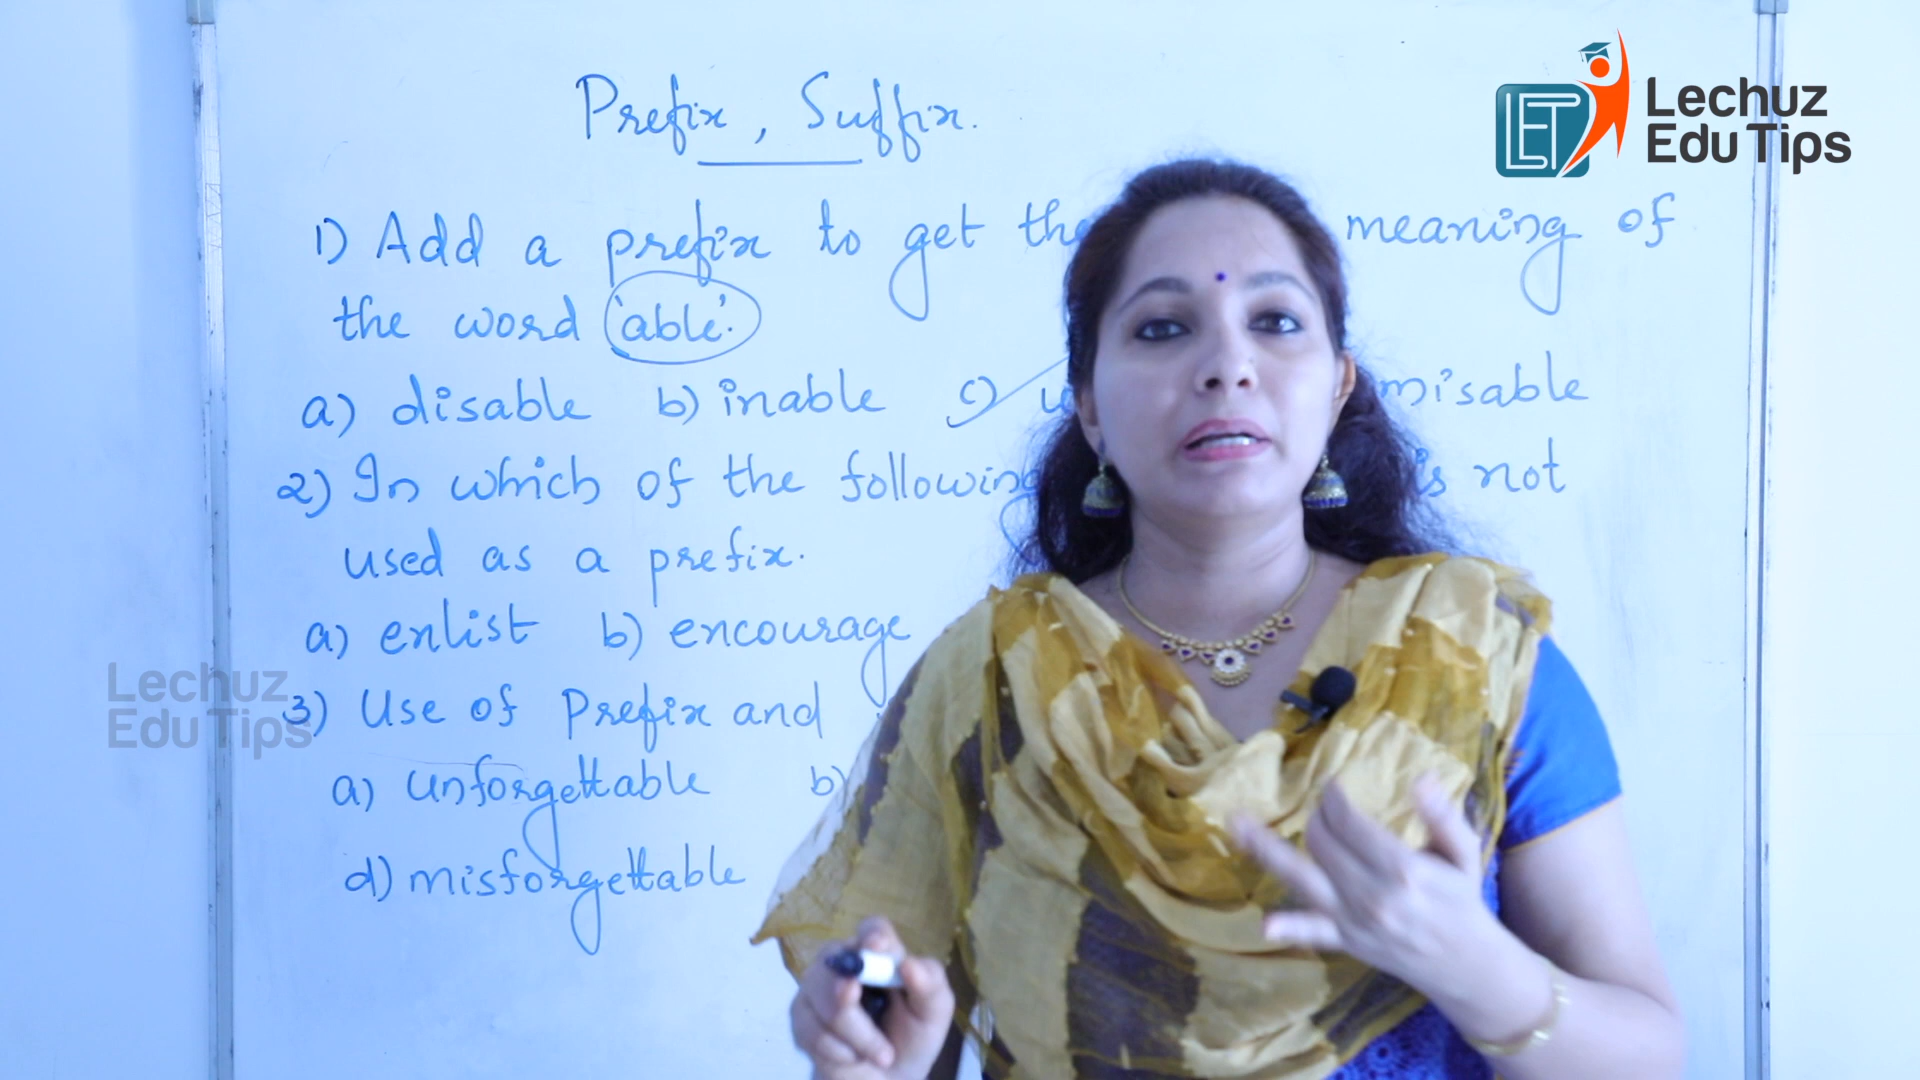 Lechuz
Edu Tips
Prefix, Suffix.
1) Add a prefix to get the meaning of
the word 'able'.
a) disable b) inable c) misable
2) In which of the following is not
used as a prefix.
a) enlist b) encourage
3) Use of Prefix and
a) unforgettable b)
d) misforgettable
Lechuz
Edu Tips